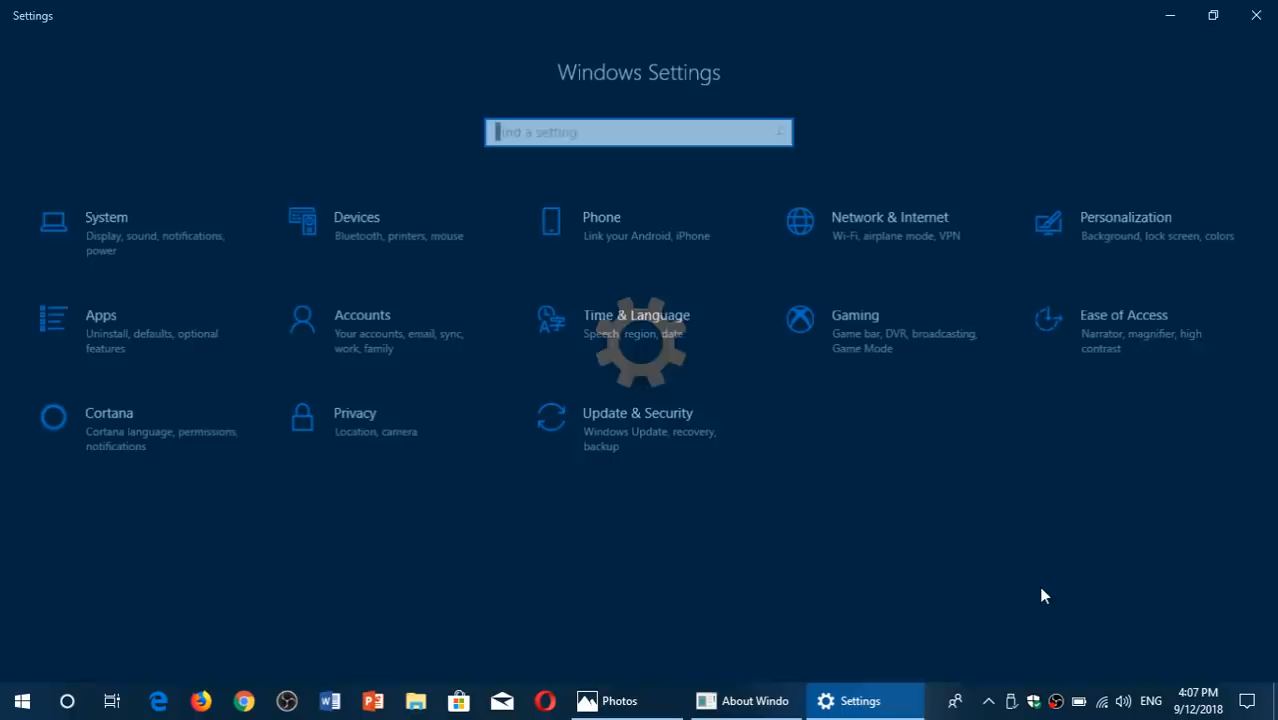 Settings
Windows Settings
Find a setting
System
Display, sound, notifications,
power
Devices
Bluetooth, printers, mouse
Phone
Link your Android, iPhone
Network & Internet
Wi-Fi, airplane mode, VPN
Personalization
Background, lock screen, colors
Apps
Uninstall, defaults, optional
features
Accounts
Your accounts, email, sync,
work, family
Time & Language
Speech, region, date
Gaming
Game bar, DVR, broadcasting,
Game Mode
Ease of Access
Narrator, magnifier, high
contrast
Cortana
Cortana language, permissions,
notifications
Privacy
Location, camera
Update & Security
Windows Update, recovery,
backup
Photos
About Windo
Settings
ENG
4:07 PM
9/12/2018